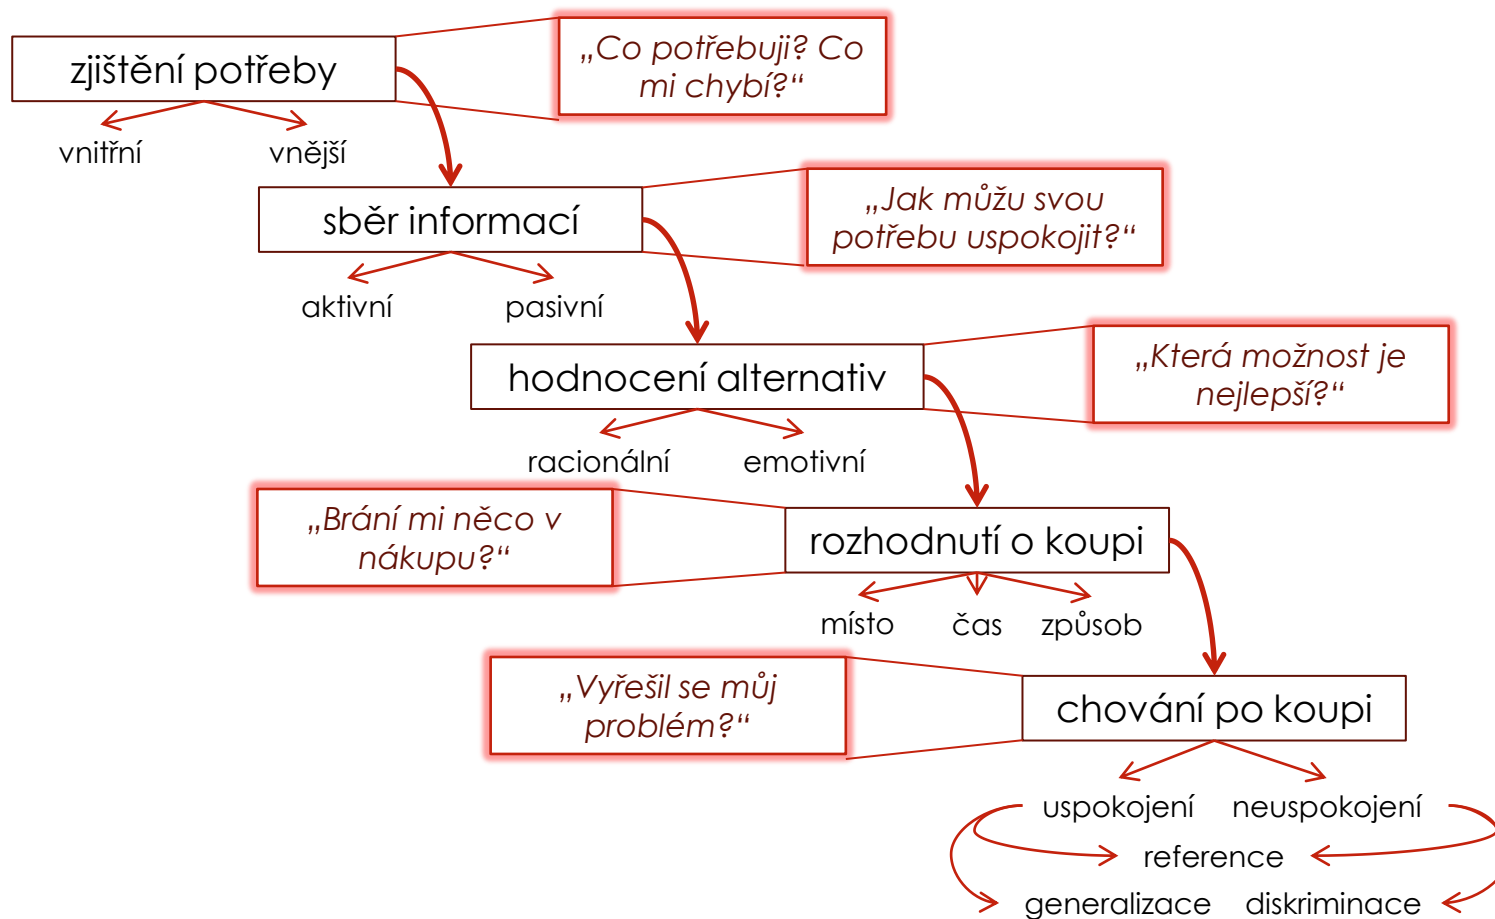 zjištění potřeby
„Co potřebuji? Co
mi chybí?“
vnitřní
vnější
sběr informací
„Jak můžu svou
potřebu uspokojit?“
aktivní
pasivní
hodnocení alternativ
„Která možnost je
nejlepší?“
racionální
emotivní
„Brání mi něco v
nákupu?“
rozhodnutí o koupi
místo
čas
způsob
„Vyřešil se můj
problém?“
chování po koupi
uspokojení
neuspokojení
reference
generalizace
diskriminace